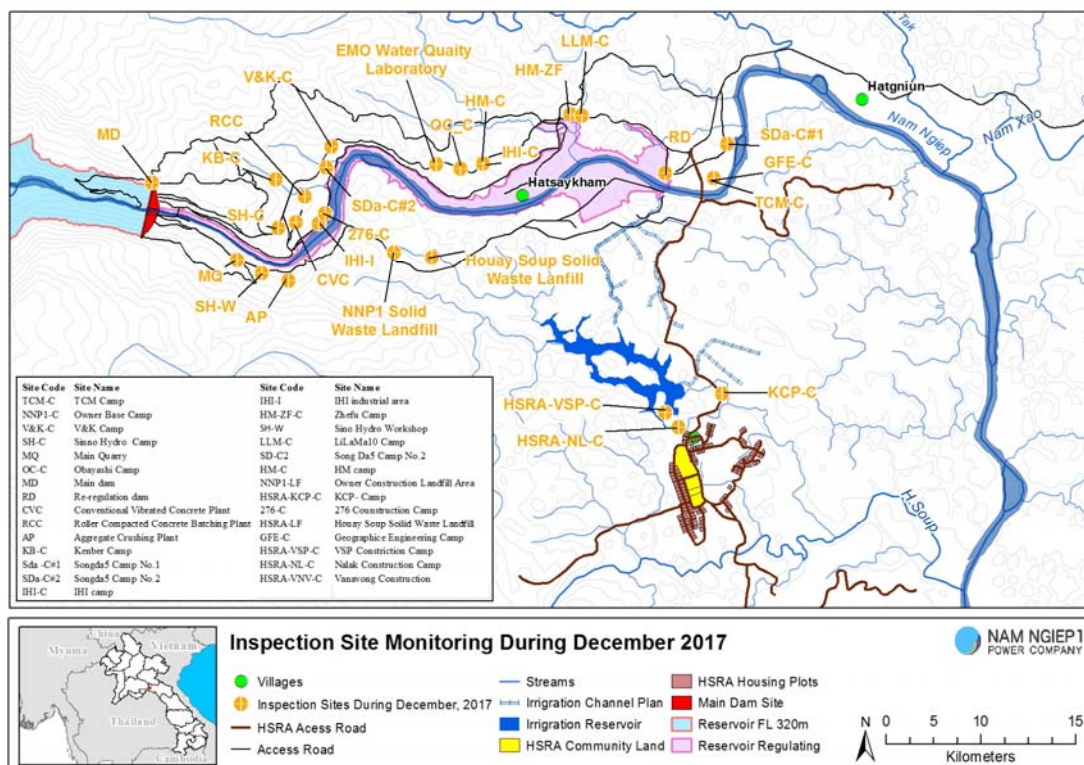 LLM-C
EMO Water Quaity
Laboratory
HM-ZF
V&K-C
Hatgniun
Tak
HM-C
RCC
OC_C
RD
SDa-C#1
Nam Ngiep
Nam Xao
MD
IHI-C
KB-C
GFE-C
Hatsaykham
SH-C
SDa-C#2
TCM-C
276-C
MQ
IHI-I
Houay Soup Solid
Waste Lanfill
CVC
SH-W
AP
NNP1 Solid
Waste Landfill
KCP-C
HSRA-VSP-C
HSRA-NL-C
H.Soup
Site Code Site Name Site Code Site Name
TCM-C TCM Camp IHI-I IHI industrial area
NNP1-C Owner Base Camp HM-ZF-C Zhefu Camp
V&K-C V&K Camp SH-W Sino Hydro Workshop
SH-C Sinno Hydro Camp LLM-C LiLaMa10 Camp
MQ Main Quarry SD-C2 Song Da5 Camp No.2
OC-C Obayashi Camp HM-C HM camp
MD Main dam NNP1-LF Owner Construction Landfill Area
RD Re-regulation dam HSRA-KCP-C KCP- Camp
CVC Conventional Vibrated Concrete Plant 276-C 276 Counstruction Camp
RCC Roller Compacted Concrete Batching Plant HSRA-LF Houay Soup Soilid Waste Landfill
AP Aggregate Crushing Plant GFE-C Geographice Engineering Camp
KB-C Kenber Camp HSRA-VSP-C VSP Constriction Camp
Sda -C#1 Songda5 Camp No.1 HSRA-NL-C Nalak Construction Camp
SDa-C#2 Songda5 Camp No.2 HSRA-VNV-C Vanavong Construction
IHI-C IHI camp
China
Myanma
Vietnam
Thailand
Cambodia
Inspection Site Monitoring During December 2017
NAM NGIEP1
POWER COMPANY
Villages
Inspection Sites During December, 2017
HSRA Acess Road
Access Road
Streams
Irrigation Channel Plan
Irrigation Reservoir
HSRA Community Land
HSRA Housing Plots
Main Dam Site
Reservoir FL 320m
Reservoir Regulating
N
0 5 10 15
Kilometers